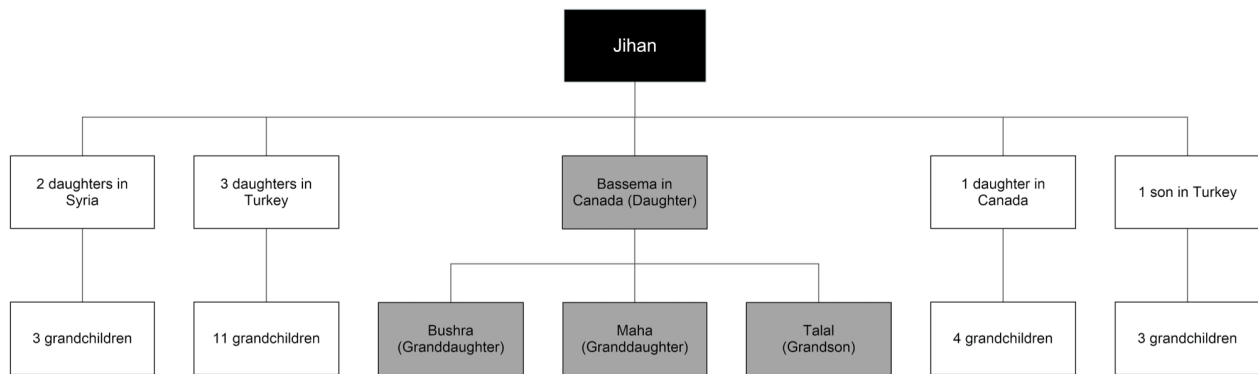 Jihan
2 daughters in
Syria
3 daughters in
Turkey
Bassema in
Canada (Daughter)
1 daughter in
Canada
1 son in Turkey
3 grandchildren
11 grandchildren
Bushra
(Granddaughter)
Maha
(Granddaughter)
Talal
(Grandson)
4 grandchildren
3 grandchildren